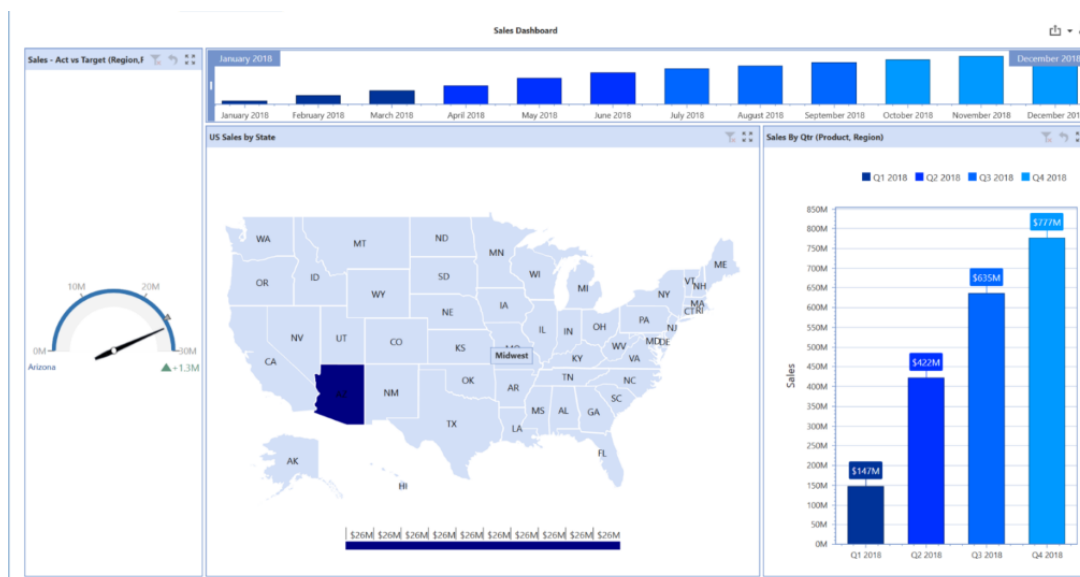 Sales Dashboard
Sales - Act vs Target (Region,F
January 2018
December 2018
January 2018 February 2018 March 2018 April 2018 May 2018 June 2018 July 2018 August 2018 September 2018 October 2018 November 2018 December 2018
US Sales by State
Sales By Qtr (Product, Region)
0M 10M 20M 30M
Arizona
+1.3M
WA
MT
ND
MN
ME
OR
ID
SD
WI
MI
VT
NH
NY
WY
MA
CT RI
IA
NE
PA
NJ
NV
UT
CO
KS
IL
IN
OH
MD
DE
WV
VA
CA
Midwest
KY
NM
OK
AR
TN
NC
SC
TX
MS
AL
GA
LA
FL
AK
HI
$26M $26M $26M $26M $26M $26M $26M $26M $26M $26M
Q1 2018 Q2 2018 Q3 2018 Q4 2018
850M
800M
750M
700M
650M
600M
550M
500M
450M
400M
350M
300M
250M
200M
150M
100M
50M
0M
Sales
$147M
$422M
$635M
$777M
Q1 2018 Q2 2018 Q3 2018 Q4 2018